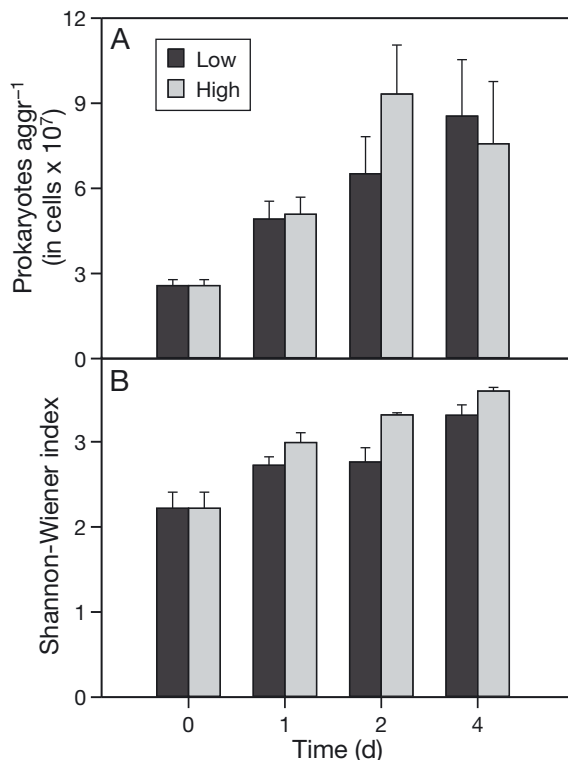 A
Low
High
Prokaryotes aggr⁻¹
(in cells x 10⁷)
12
9
6
3
0
B
Shannon-Wiener index
3
2
1
0
0 1 2 4
Time (d)